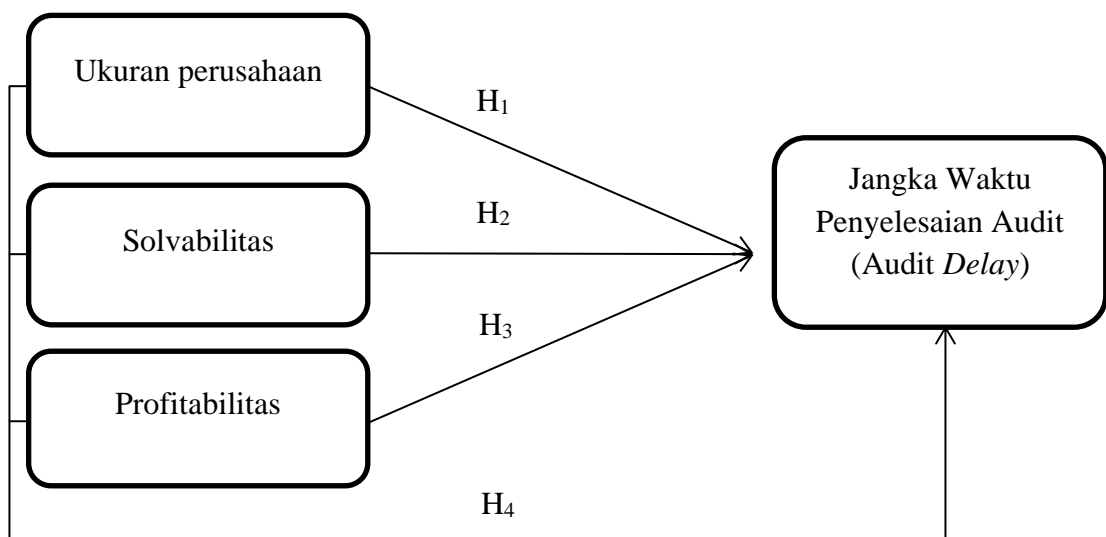 Ukuran perusahaan
H1
Solvabilitas
H2
Jangka Waktu
Penyelesaian Audit
(Audit Delay)
H3
Profitabilitas
H4